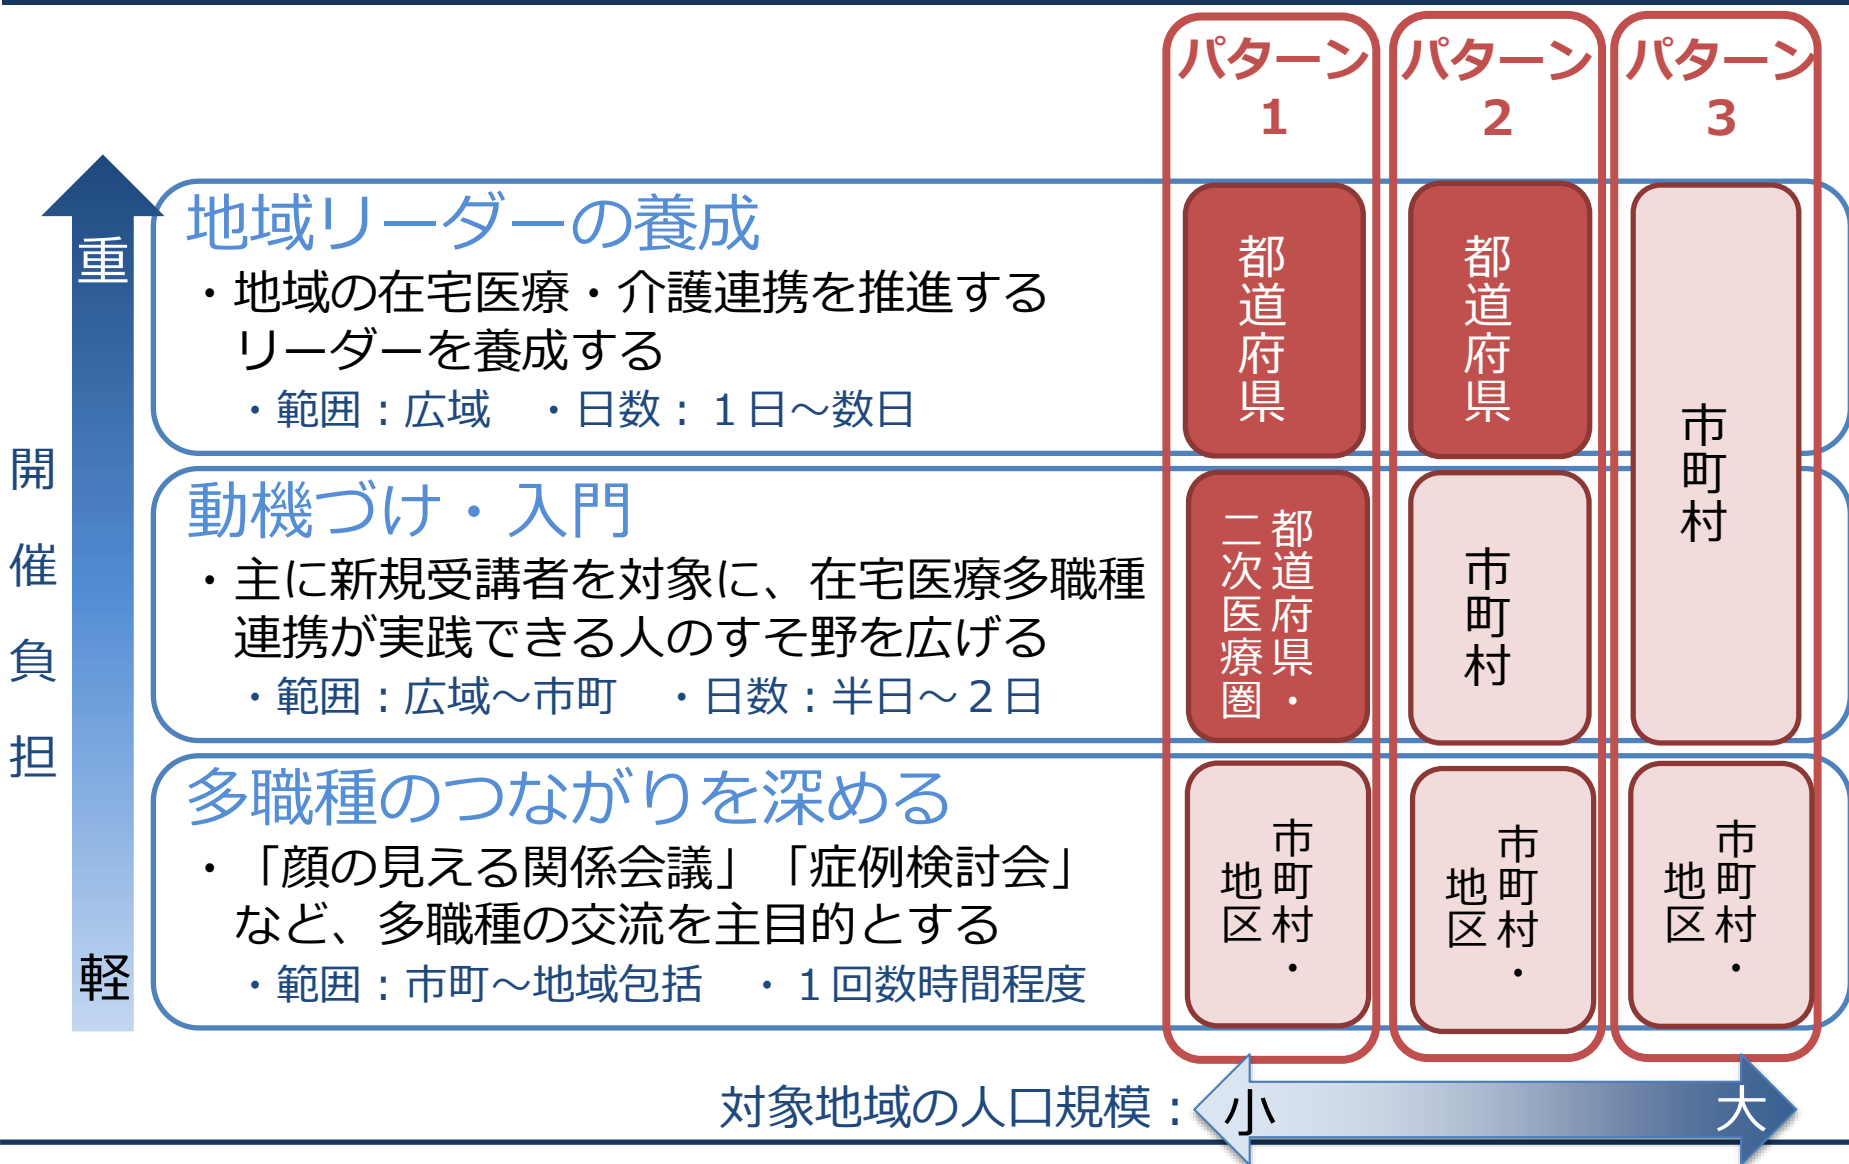 パターン
1
パターン
2
パターン
3
開催負担
重
軽
地域リーダーの養成
・地域の在宅医療・介護連携を推進する
リーダーを養成する
・範囲：広域　・日数：１日～数日
都道府県
都道府県
市町村
動機づけ・入門
・主に新規受講者を対象に、在宅医療多職種
連携が実践できる人のすそ野を広げる
・範囲：広域～市町　・日数：半日～２日
都道府県・
二次医療圏
市町村
多職種のつながりを深める
・「顔の見える関係会議」「症例検討会」
など、多職種の交流を主目的とする
・範囲：市町～地域包括　・１回数時間程度
市町村・
地区
市町村・
地区
市町村・
地区
対象地域の人口規模：
小
大